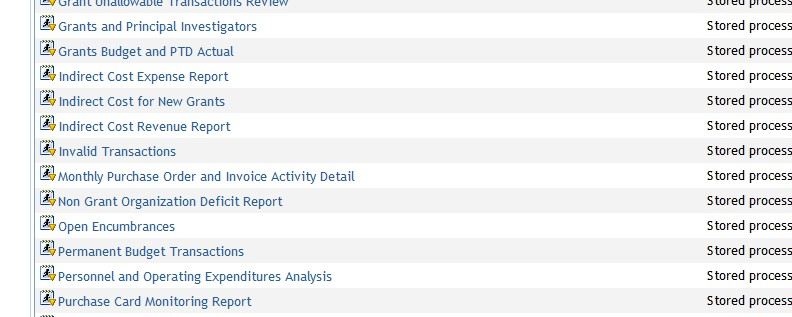 Grant Unallowable Transactions Review Stored process
Grants and Principal Investigators Stored process
Grants Budget and PTD Actual Stored process
Indirect Cost Expense Report Stored process
Indirect Cost for New Grants Stored process
Indirect Cost Revenue Report Stored process
Invalid Transactions Stored process
Monthly Purchase Order and Invoice Activity Detail Stored process
Non Grant Organization Deficit Report Stored process
Open Encumbrances Stored process
Permanent Budget Transactions Stored process
Personnel and Operating Expenditures Analysis Stored process
Purchase Card Monitoring Report Stored process